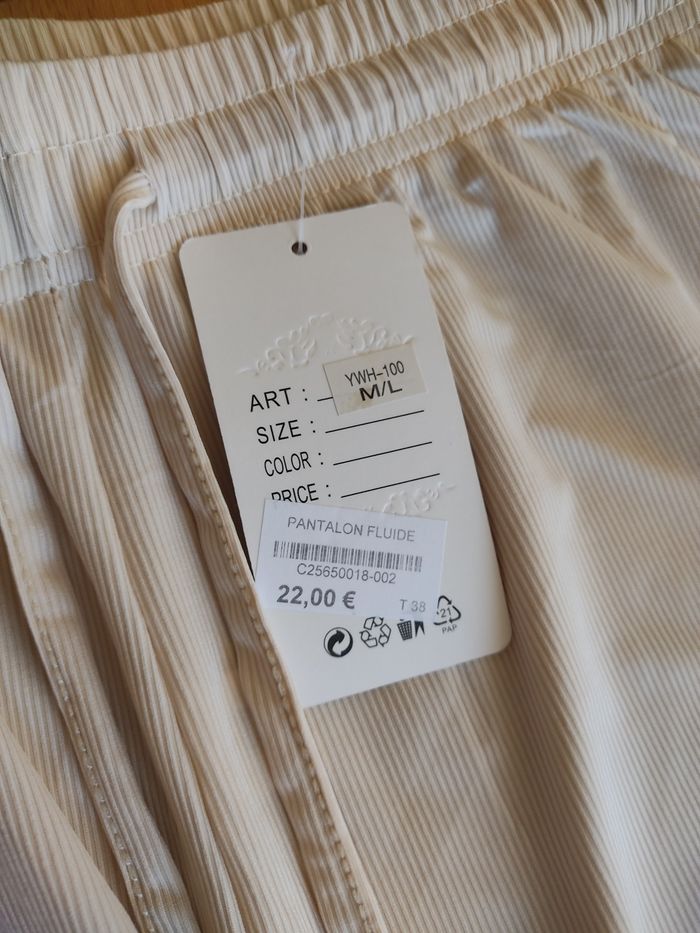 YWH-100
M/L
ART :
SIZE :
COLOR :
PRICE :
PANTALON FLUIDE
C25650018-002
22,00 €
T 38
21
PAP